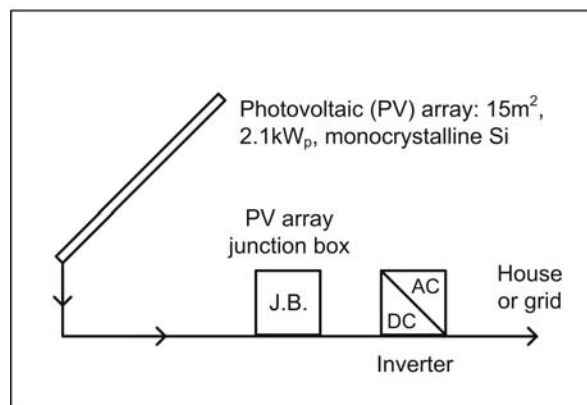 Photovoltaic (PV) array: 15m²,
2.1kWₚ, monocrystalline Si
PV array
junction box
J.B.
AC
DC
House
or grid
Inverter